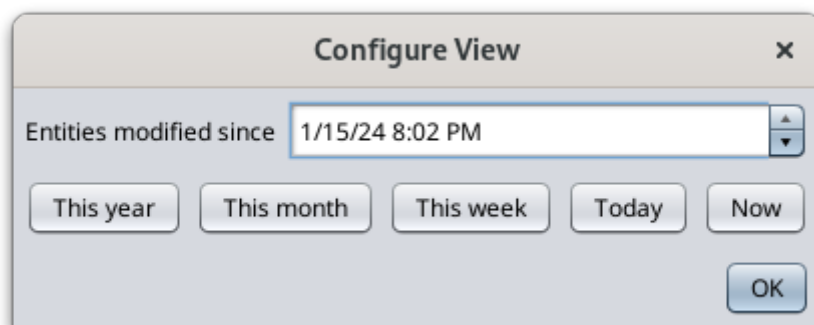 Configure View
Entities modified since 1/15/24 8:02 PM
This year This month This week Today Now
OK